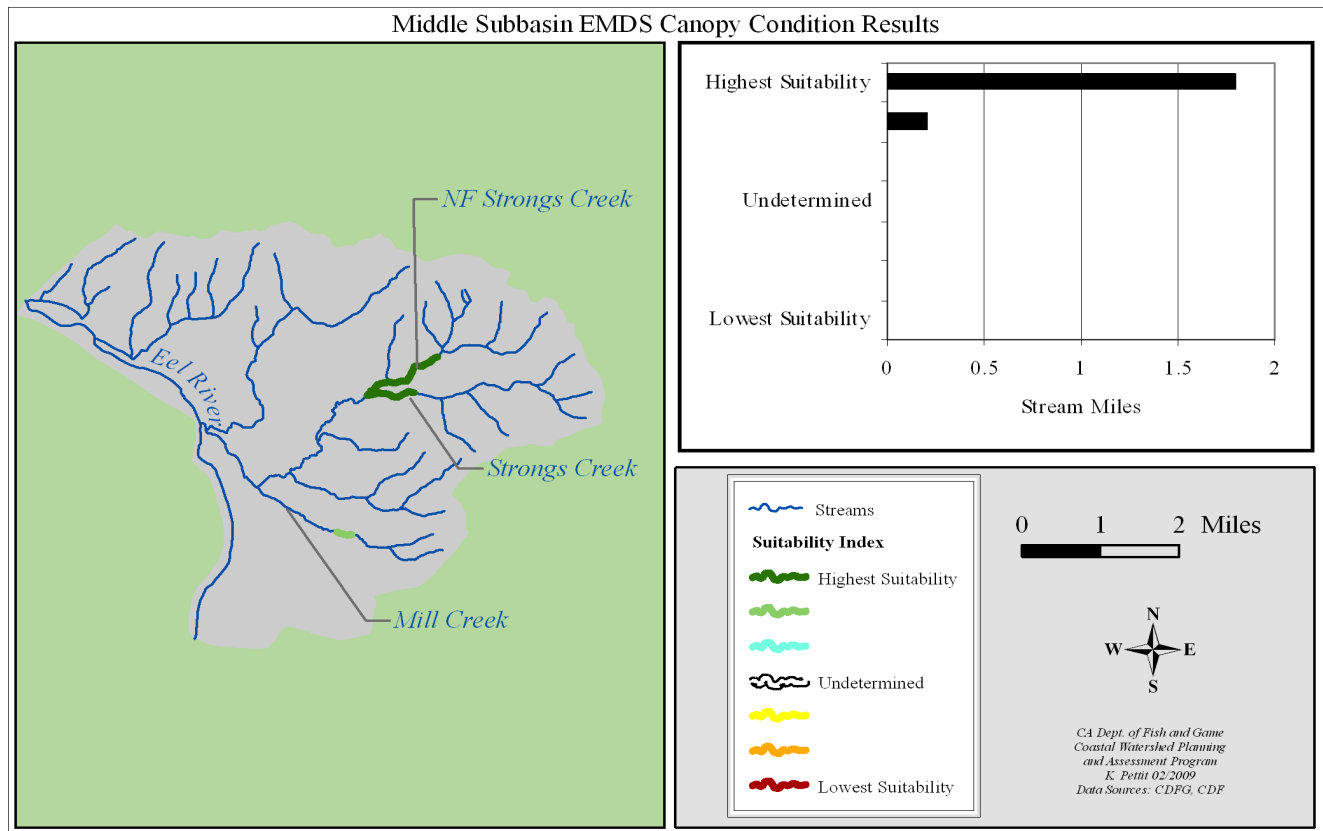 Middle Subbasin EMDS Canopy Condition Results
NF Strongs Creek
Eel River
Strongs Creek
Mill Creek
Highest Suitability
Undetermined
Lowest Suitability
0 0.5 1 1.5 2
Stream Miles
Streams
Suitability Index
Highest Suitability
Undetermined
Lowest Suitability
0 1 2 Miles
N
W E
S
CA Dept. of Fish and Game
Coastal Watershed Planning
and Assessment Program
K. Pettit 02/2009
Data Sources: CDFG, CDF